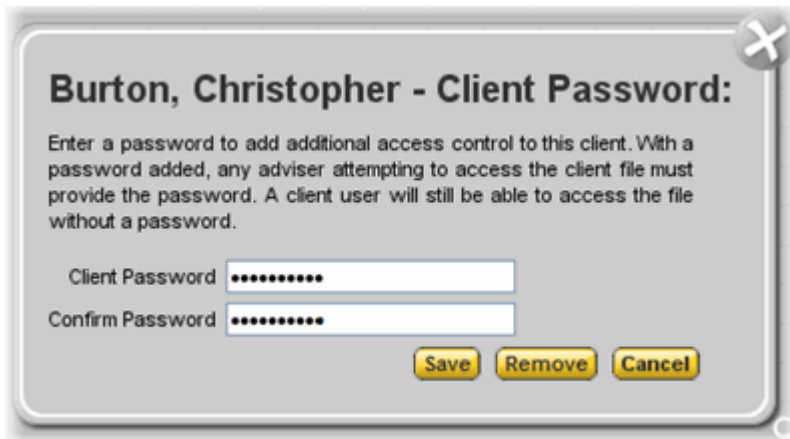 Burton, Christopher - Client Password:
Enter a password to add additional access control to this client. With a
password added, any adviser attempting to access the client file must
provide the password. A client user will still be able to access the file
without a password.
Client Password ••••••••••
Confirm Password ••••••••••
Save Remove Cancel